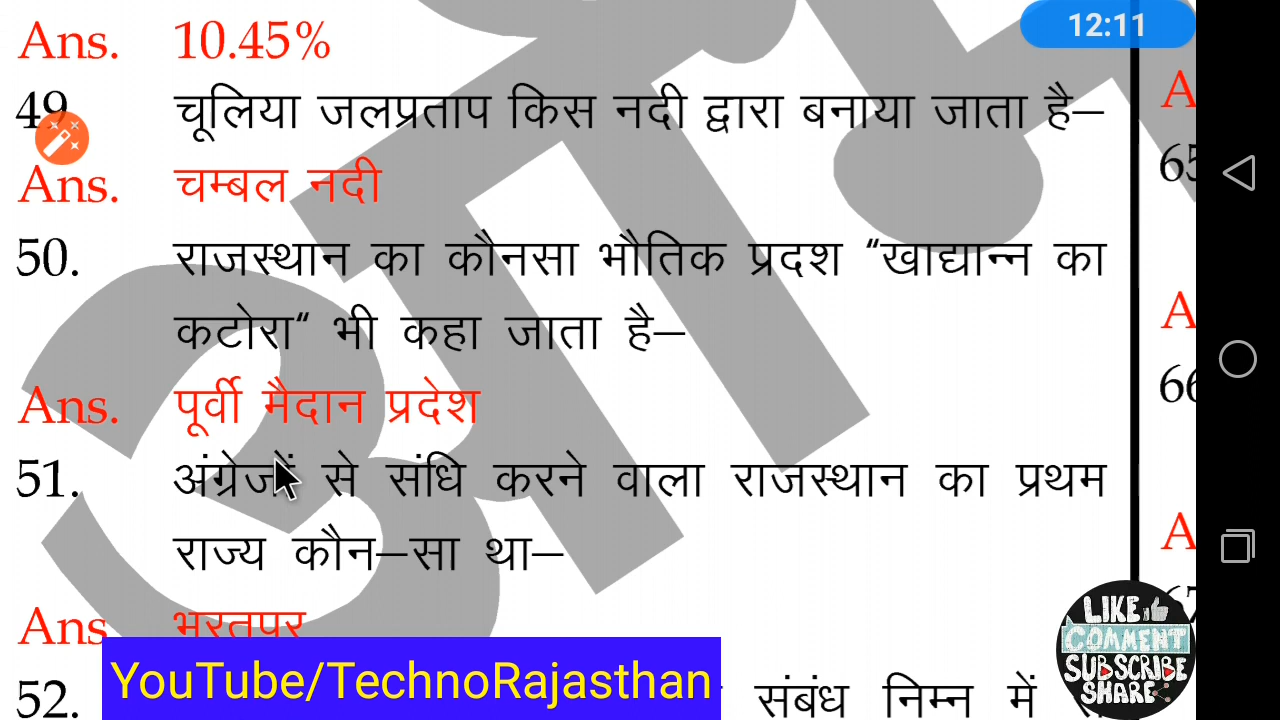 12:11
Ans. 10.45%
49. चूलिया जलप्रताप किस नदी द्वारा बनाया जाता है–
Ans. चम्बल नदी
50. राजस्थान का कौनसा भौतिक प्रदश “खाद्यान्न का
कटोरा“ भी कहा जाता है–
Ans. पूर्वी मैदान प्रदेश
51. अंग्रेजों से संधि करने वाला राजस्थान का प्रथम
राज्य कौन–सा था–
Ans भरतपुर
52. संबंध निम्न में
YouTube/TechnoRajasthan
A
65
A
66
A
LIKE
COMMENT
SUBSCRIBE
SHARE